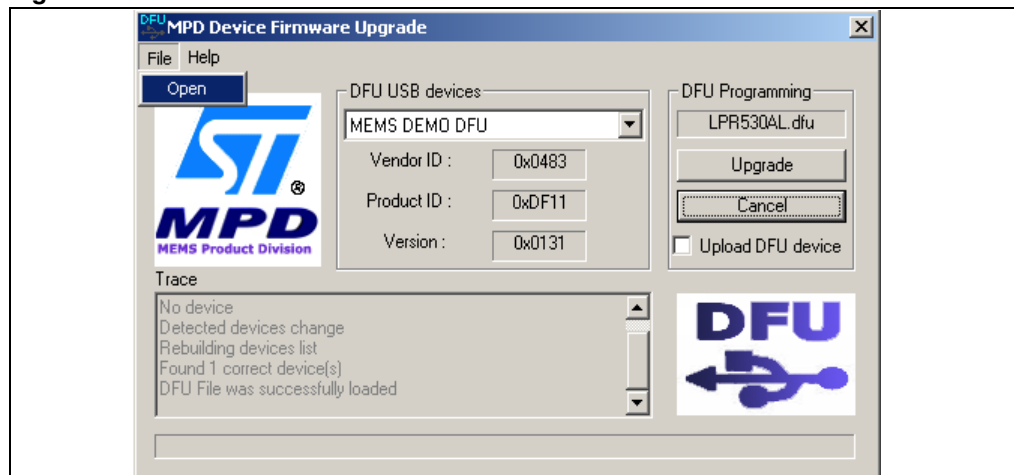 DFU MPD Device Firmware Upgrade
File Help
Open
DFU USB devices
MEMS DEMO DFU
Vendor ID : 0x0483
Product ID : 0xDF11
Version : 0x0131
DFU Programming
LPR530AL.dfu
Upgrade
Cancel
Upload DFU device
ST ®
MPD
MEMS Product Division
Trace
No device
Detected devices change
Rebuilding devices list
Found 1 correct device(s)
DFU File was successfully loaded
DFU